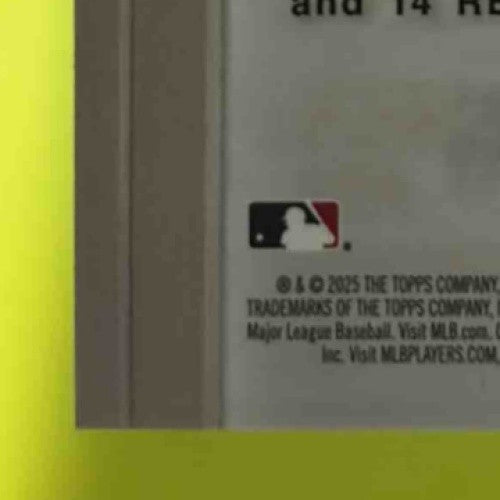 and 14 RE
® & © 2025 THE TOPPS COMPANY,
TRADEMARKS OF THE TOPPS COMPANY,
Major League Baseball. Visit MLB.com.
Inc. Visit MLBPLAYERS.COM,